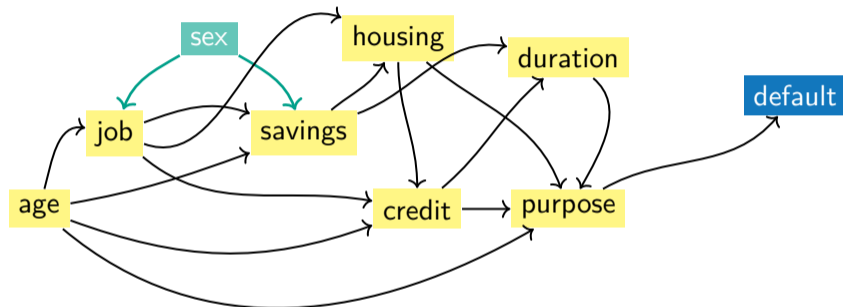 sex
housing
duration
default
job
savings
age
credit
purpose